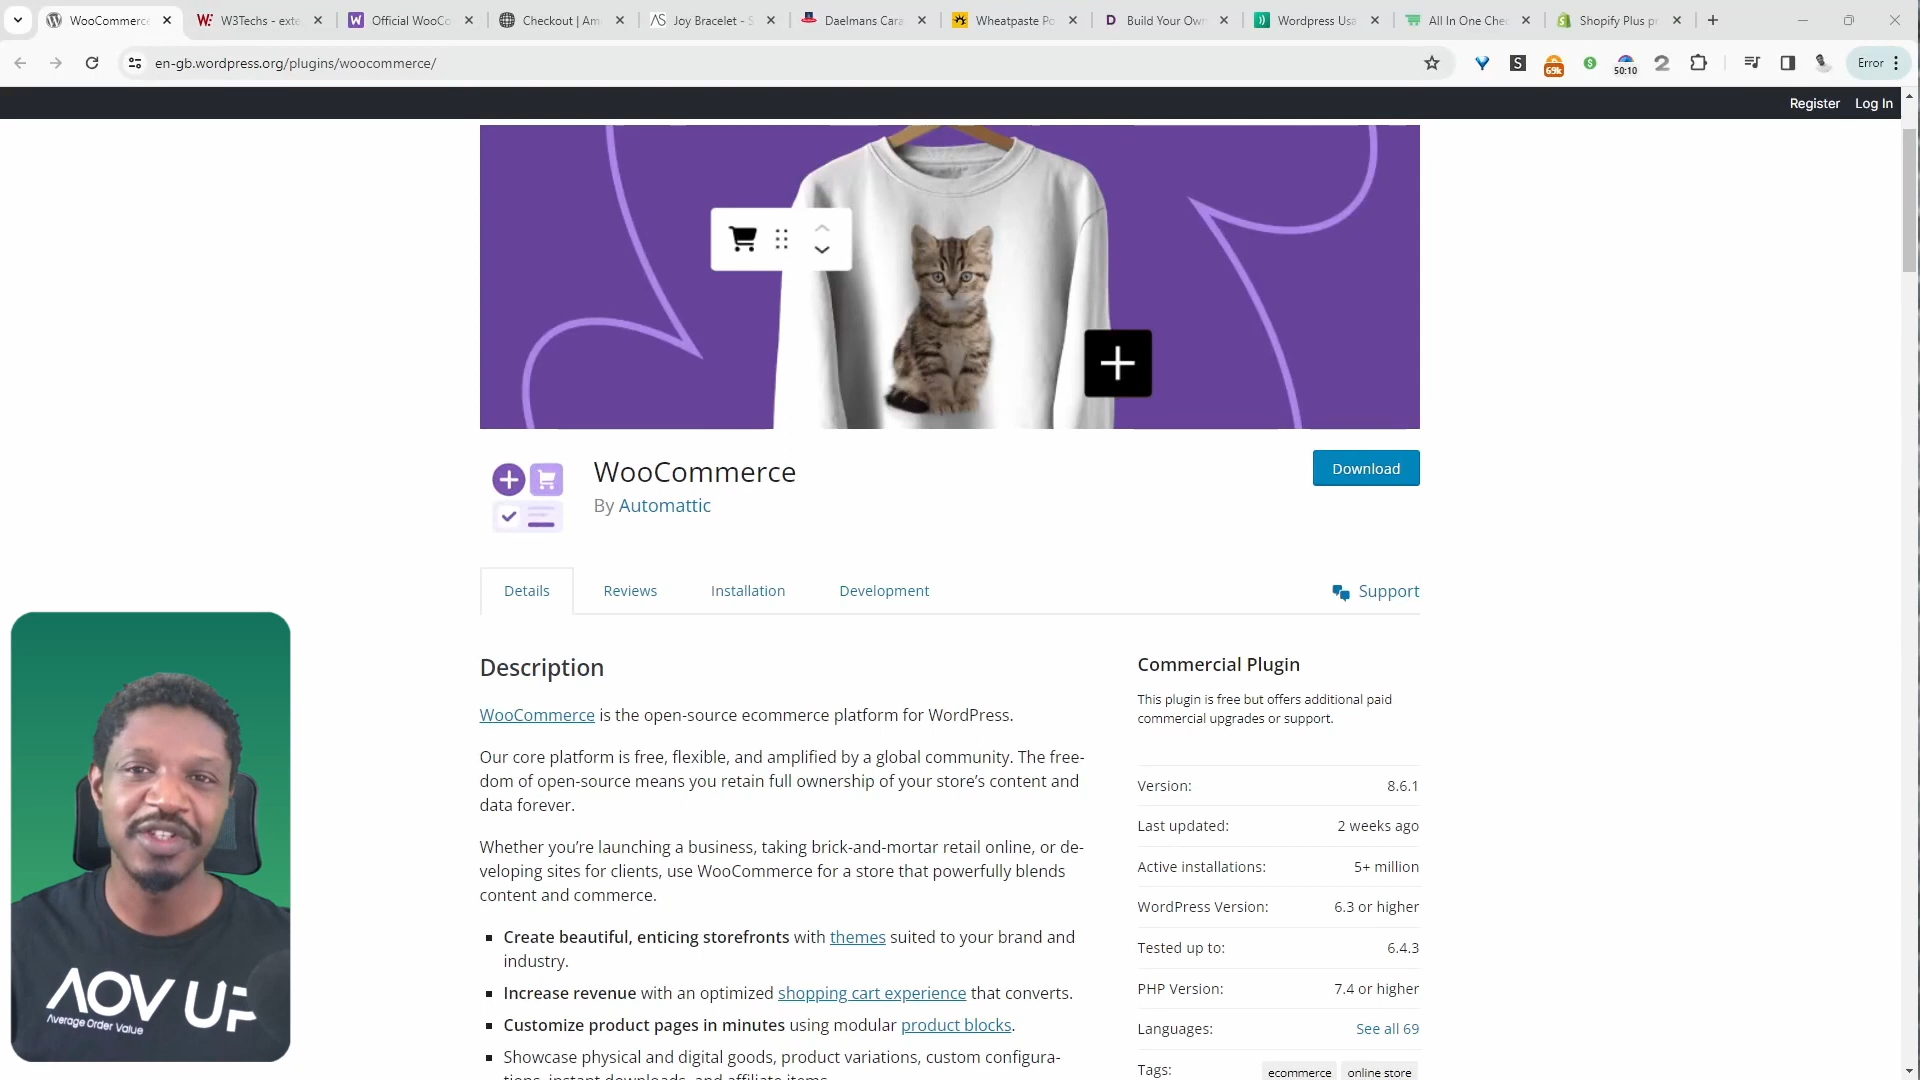 WooCommerc
W3Techs - exte
Official WooCo
Checkout | Am
Joy Bracelet - S
Daelmans Cara
Wheatpaste Po
Build Your Own
Wordpress Usa
All In One Che
Shopify Plus pr
en-gb.wordpress.org/plugins/woocommerce/
69k
50:10
Error
Register
Log In
WooCommerce
Download
By Automattic
Details
Reviews
Installation
Development
Support
Description
WooCommerce is the open-source ecommerce platform for WordPress.
Our core platform is free, flexible, and amplified by a global community. The free-
dom of open-source means you retain full ownership of your store’s content and
data forever.
Whether you’re launching a business, taking brick-and-mortar retail online, or de-
veloping sites for clients, use WooCommerce for a store that powerfully blends
content and commerce.
Create beautiful, enticing storefronts with themes suited to your brand and
industry.
Increase revenue with an optimized shopping cart experience that converts.
Customize product pages in minutes using modular product blocks.
Showcase physical and digital goods, product variations, custom configura-
tions, instant downloads, and affiliate items.
Commercial Plugin
This plugin is free but offers additional paid
commercial upgrades or support.
Version: 8.6.1
Last updated: 2 weeks ago
Active installations: 5+ million
WordPress Version: 6.3 or higher
Tested up to: 6.4.3
PHP Version: 7.4 or higher
Languages: See all 69
Tags: ecommerce online store
AOV UP
Average Order Value